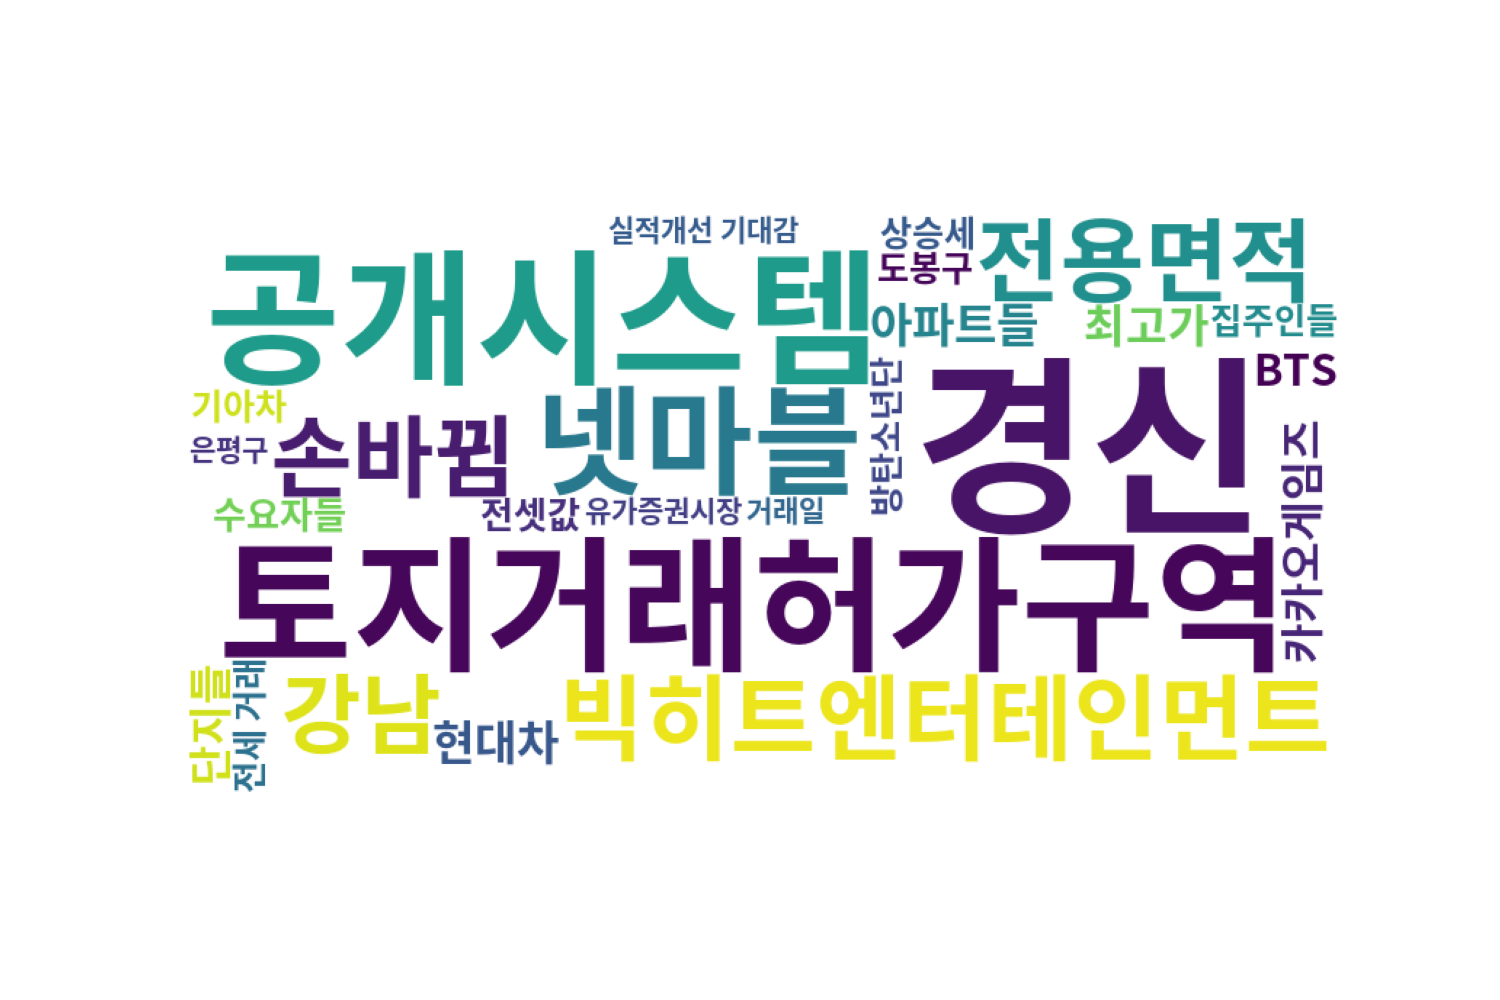 실적개선 기대감
상승세
전용면적
공개시스템
도봉구
아파트들
최고가
집주인들
기아차
손바뀜
넷마블
방탄소년단
경신
BTS
은평구
수요자들
전셋값
유가증권시장
거래일
카카오게임즈
토지거래허가구역
단지들
전세 거래
강남
현대차
빅히트엔터테인먼트